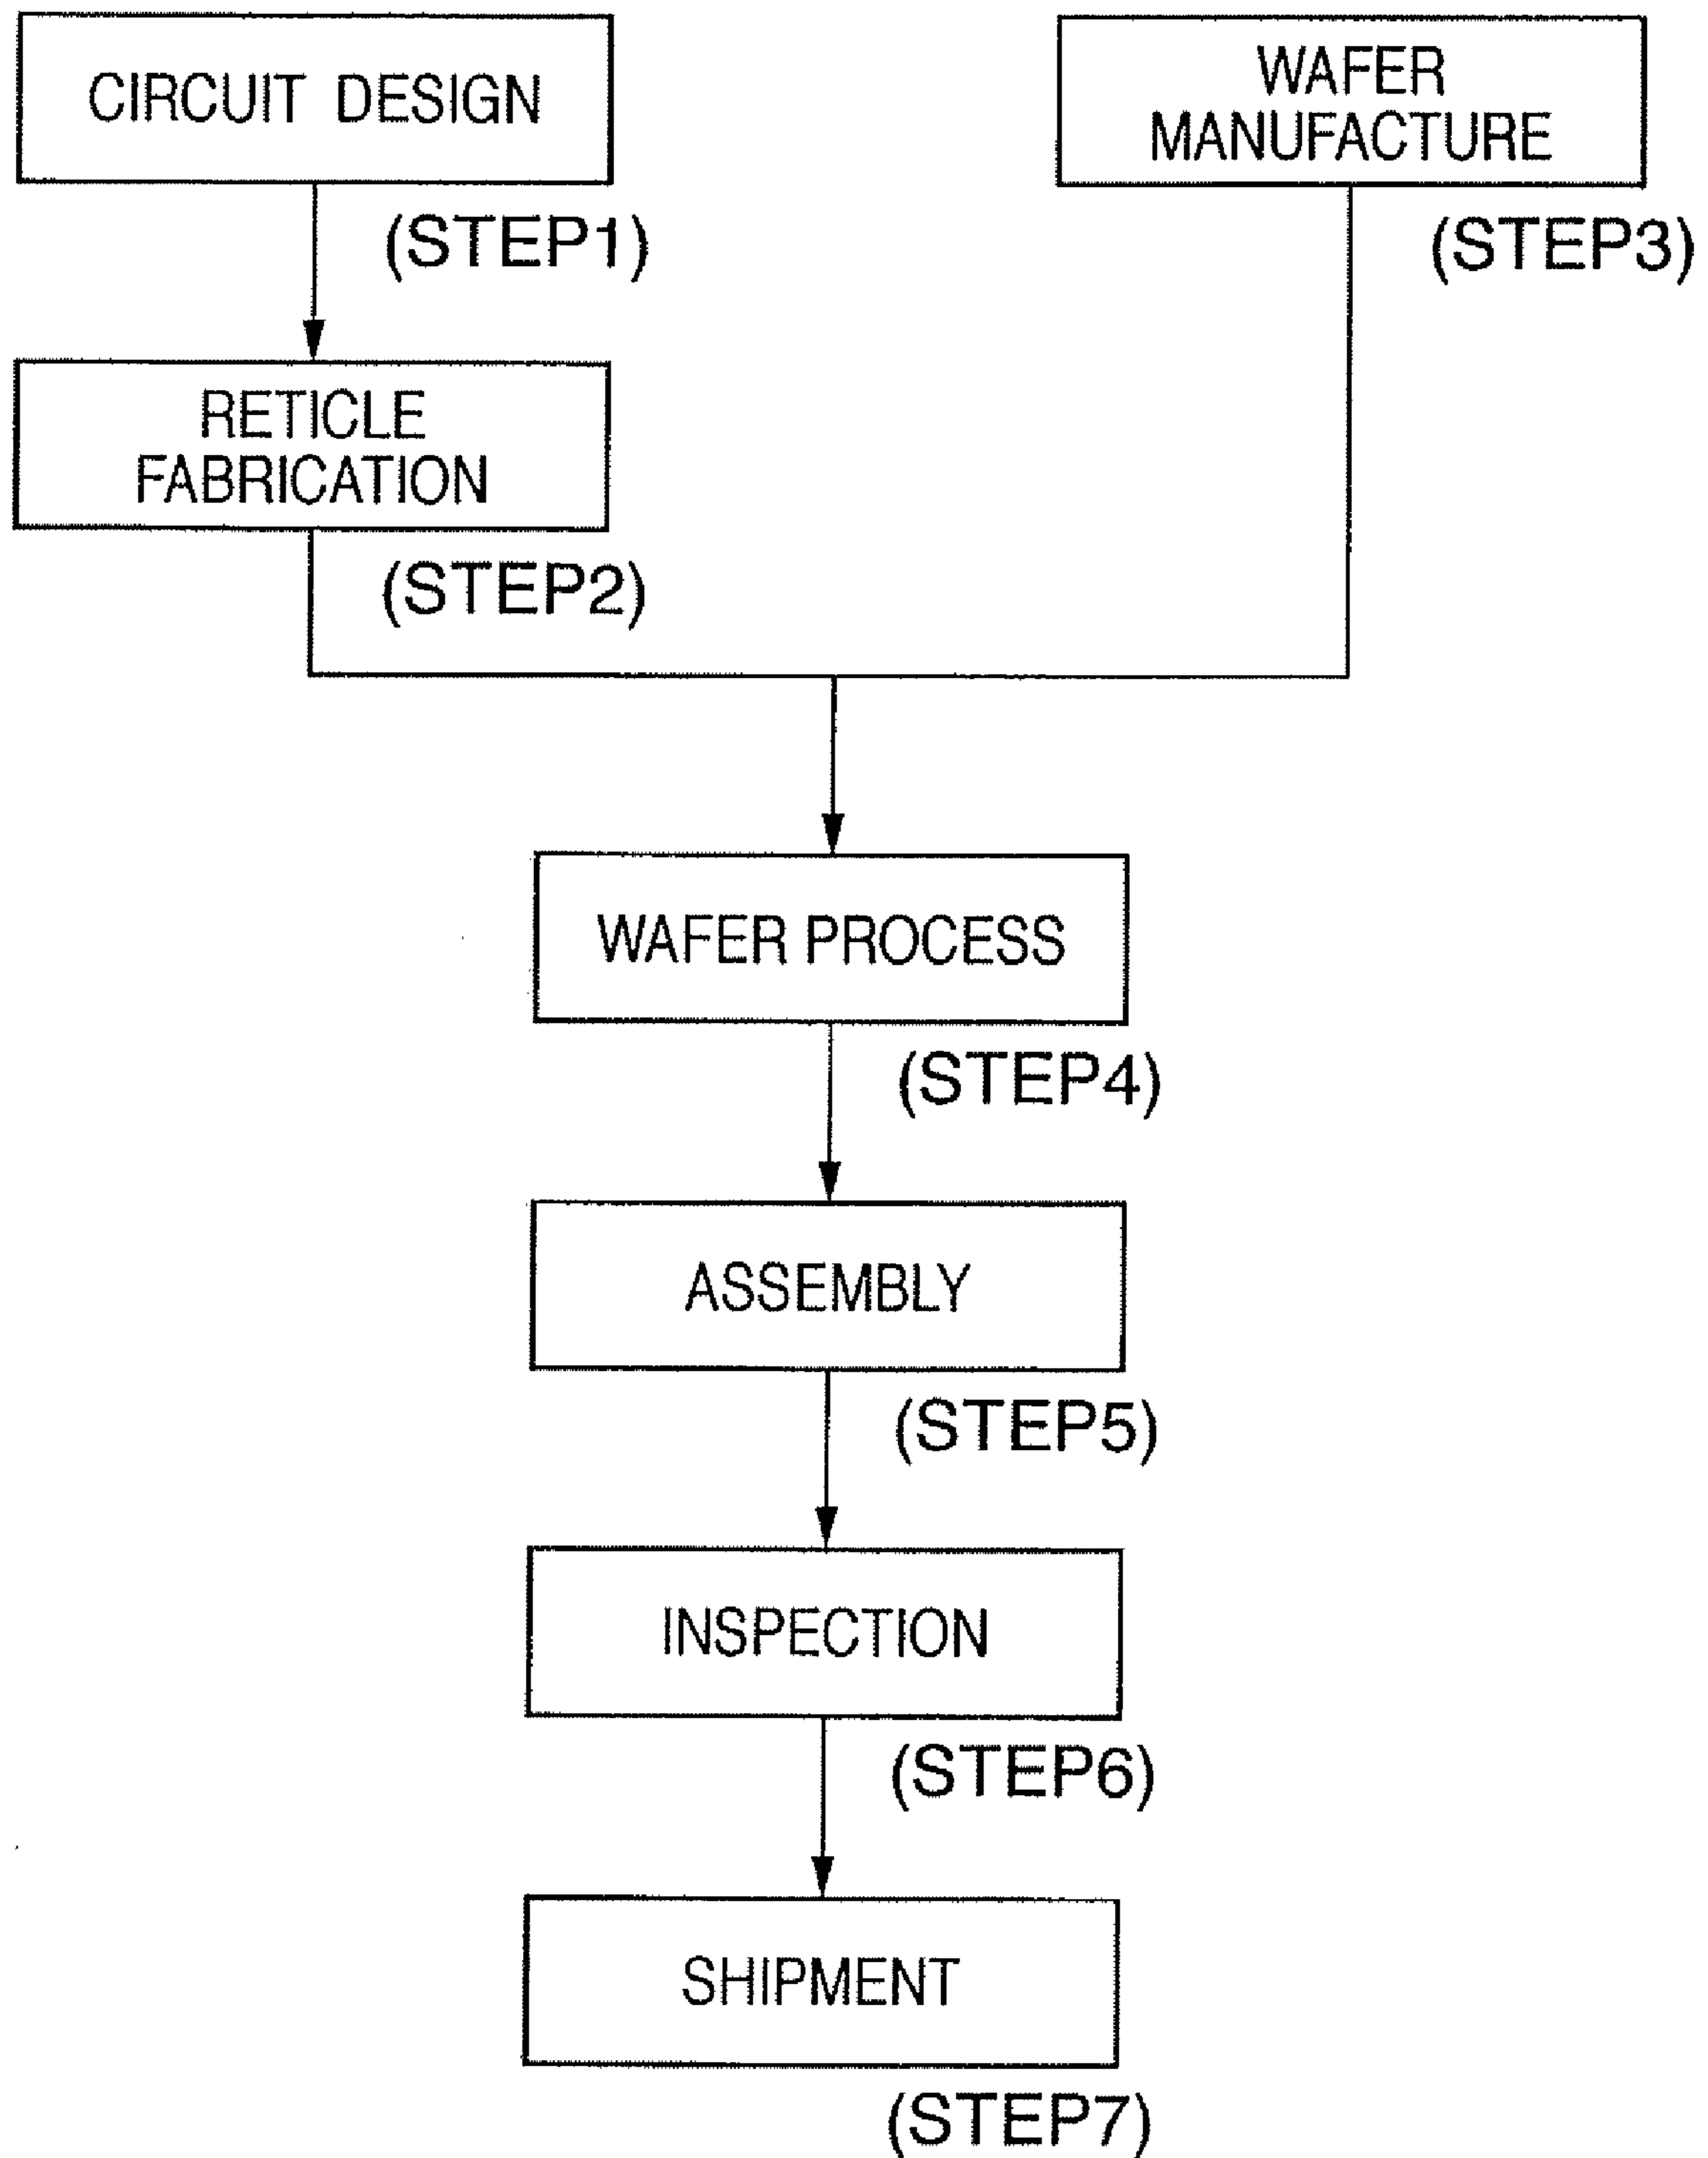 CIRCUIT DESIGN
(STEP1)
RETICLE
FABRICATION
(STEP2)
WAFER
MANUFACTURE
(STEP3)
WAFER PROCESS
(STEP4)
ASSEMBLY
(STEP5)
INSPECTION
(STEP6)
SHIPMENT
(STEP7)